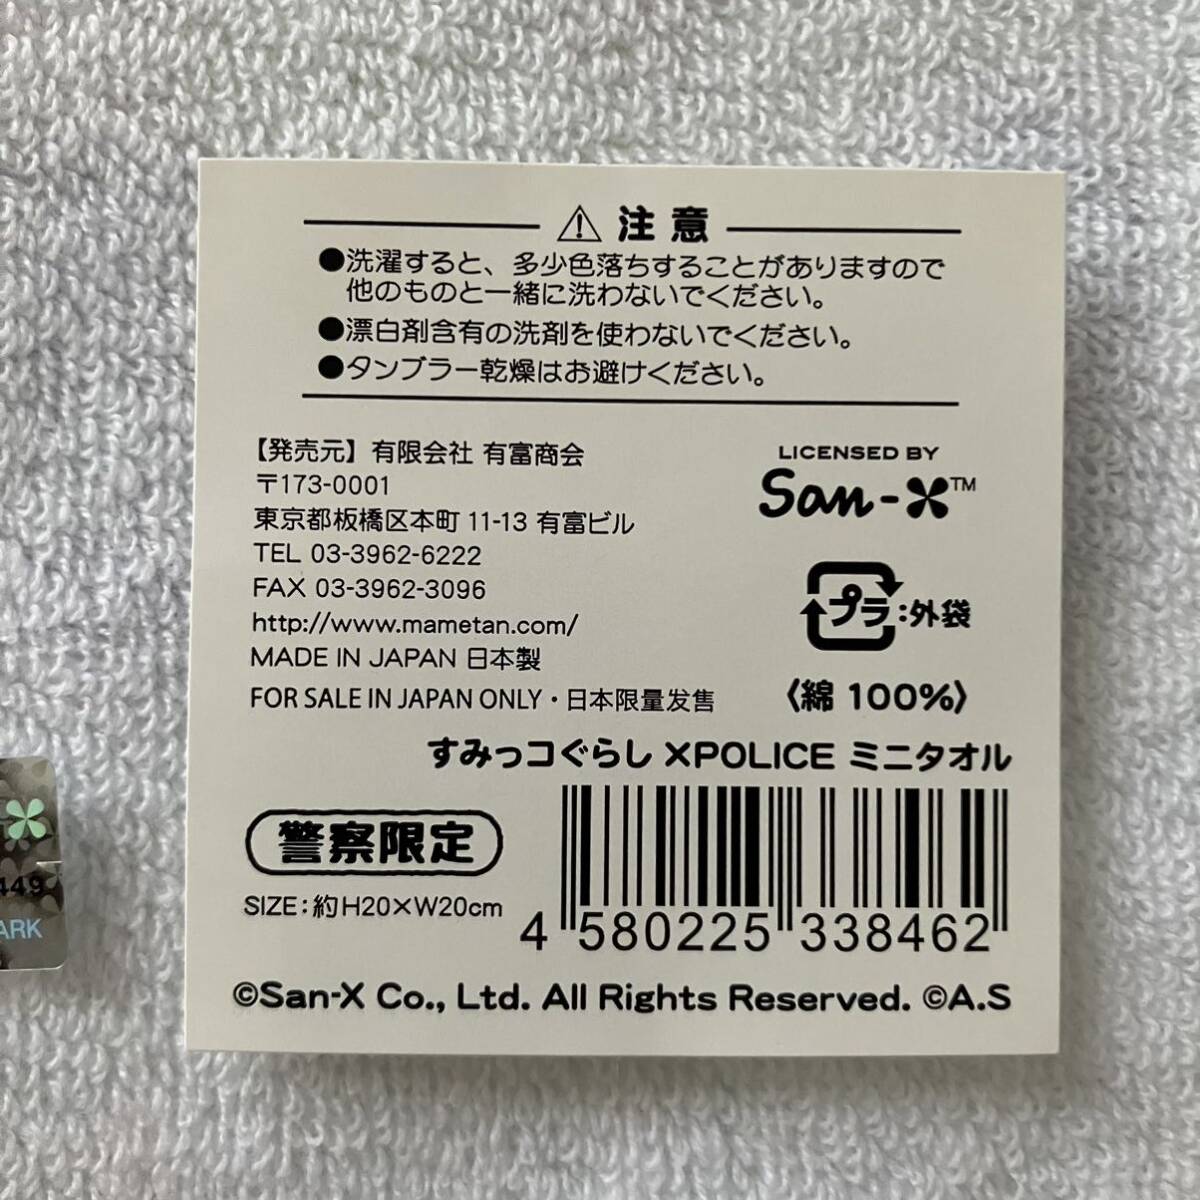 ⚠ 注意
●洗濯すると、多少色落ちすることがありますので
他のものと一緒に洗わないでください。
●漂白剤含有の洗剤を使わないでください。
●タンブラー乾燥はお避けください。
【発売元】有限会社 有富商会
〒173-0001
東京都板橋区本町 11-13 有富ビル
TEL 03-3962-6222
FAX 03-3962-3096
http://www.mametan.com/
MADE IN JAPAN 日本製
FOR SALE IN JAPAN ONLY・日本限量发售
LICENSED BY
San-X™
プラ:外袋
〈綿 100%〉
すみっコぐらし ×POLICE ミニタオル
警察限定
SIZE:約H20×W20cm
4 580225 338462
©San-X Co., Ltd. All Rights Reserved. ©A.S
449
ARK